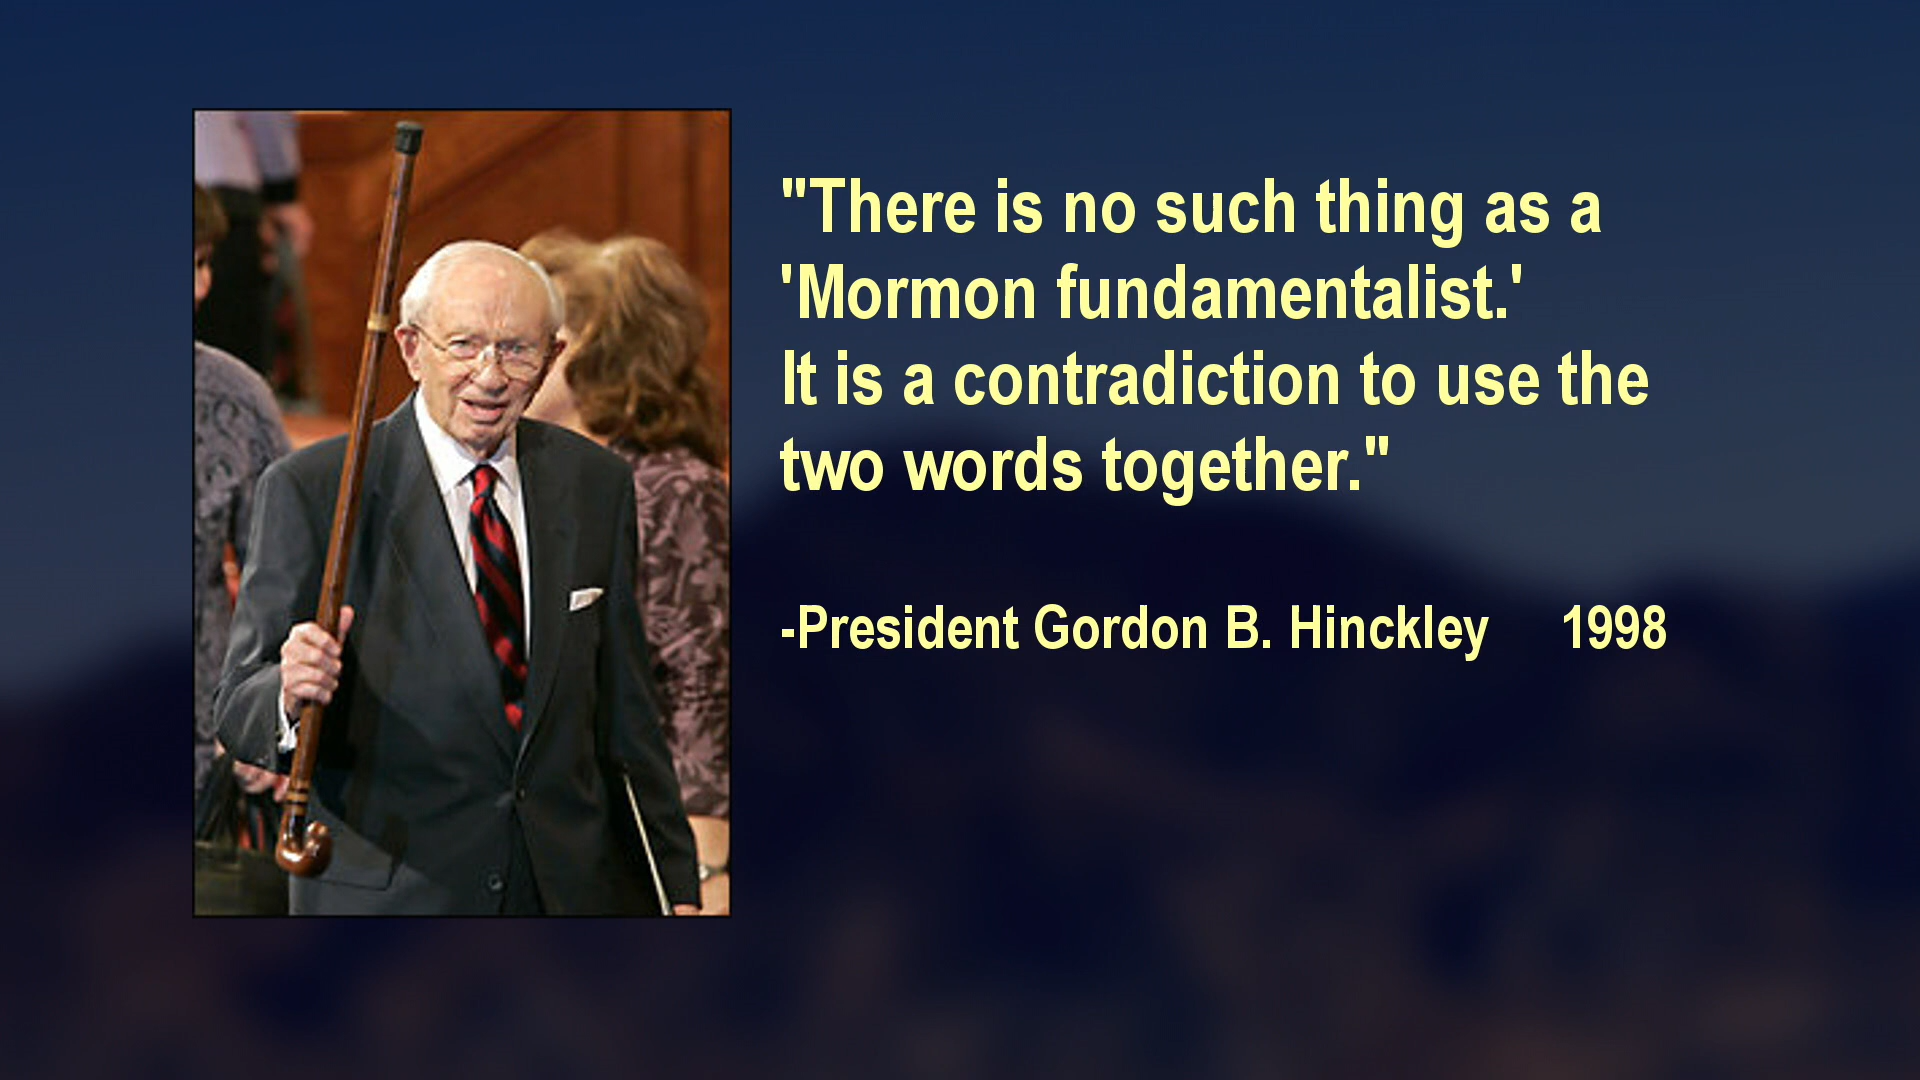 "There is no such thing as a
'Mormon fundamentalist.'
It is a contradiction to use the
two words together."
-President Gordon B. Hinckley 1998